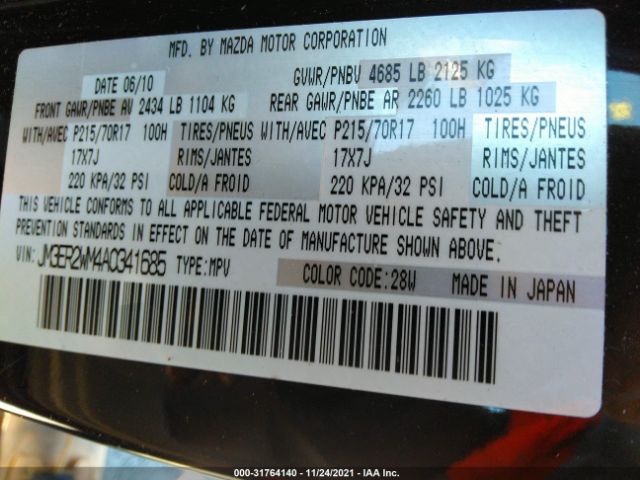 MFD. BY MAZDA MOTOR CORPORATION
DATE 06/10 GVWR/PNBV 4685 LB 2125 KG
FRONT GAWR/PNBE AV 2434 LB 1104 KG REAR GAWR/PNBE AR 2260 LB 1025 KG
WITH/AVEC P215/70R17 100H TIRES/PNEUS WITH/AVEC P215/70R17 100H TIRES/PNEUS
17X7J RIMS/JANTES 17X7J RIMS/JANTES
220 KPA/32 PSI COLD/A FROID 220 KPA/32 PSI COLD/A FROID
THIS VEHICLE CONFORMS TO ALL APPLICABLE FEDERAL MOTOR VEHICLE SAFETY AND THEFT
PREVENTION STANDARDS IN EFFECT ON THE DATE OF MANUFACTURE SHOWN ABOVE.
VIN: JM3ER2WM4A0341685 TYPE:MPV COLOR CODE:28W MADE IN JAPAN
000-31764140 - 11/24/2021 - IAA Inc.